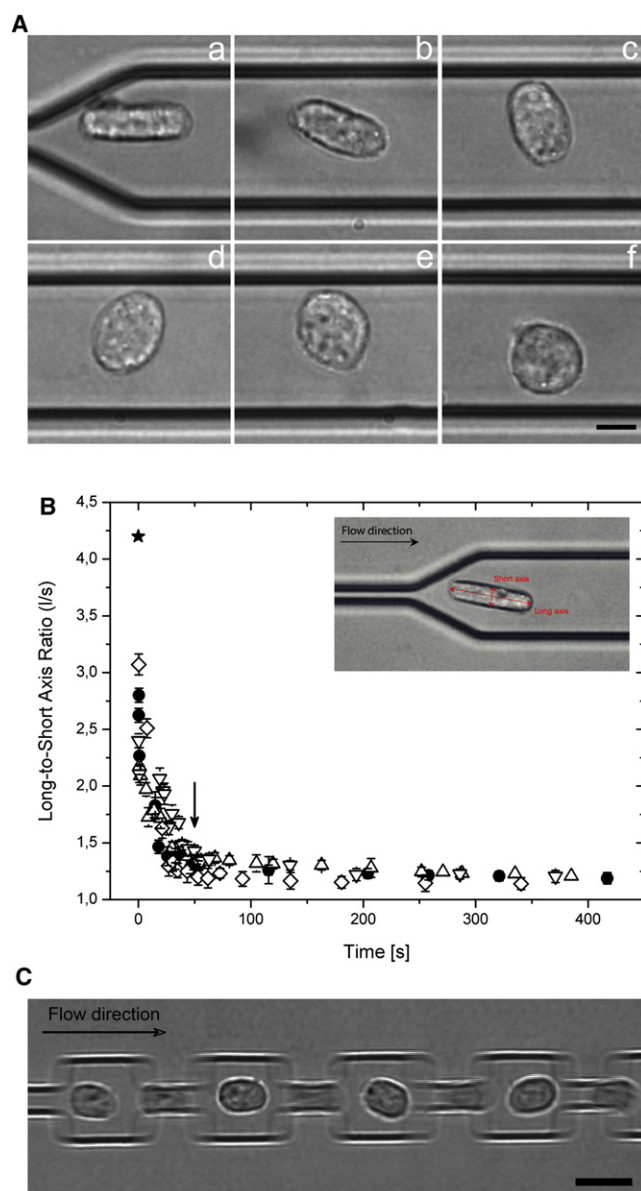 A
a
b
c
d
e
f
B
4,5
4,0
3,5
3,0
2,5
2,0
1,5
1,0
Long-to-Short Axis Ratio (l/s)
Flow direction
Short axis
Long axis
0
100
200
300
400
Time [s]
C
Flow direction